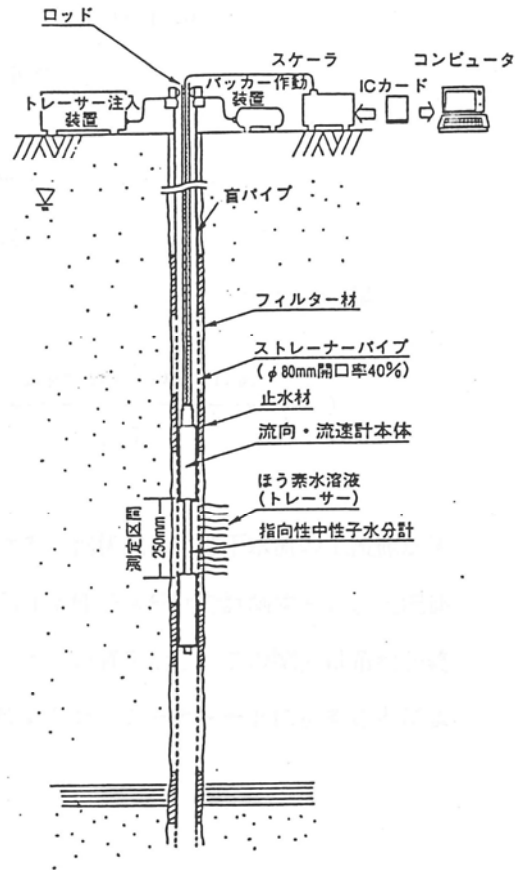 ロッド
スケーラ
コンピュータ
パッカー作動
装置
ICカード
トレーサー注入
装置
盲パイプ
フィルター材
ストレーナーパイプ
(φ80mm開口率40%)
止水材
流向・流速計本体
ほう素水溶液
(トレーサー)
指向性中性子水分計
測定区間
250mm